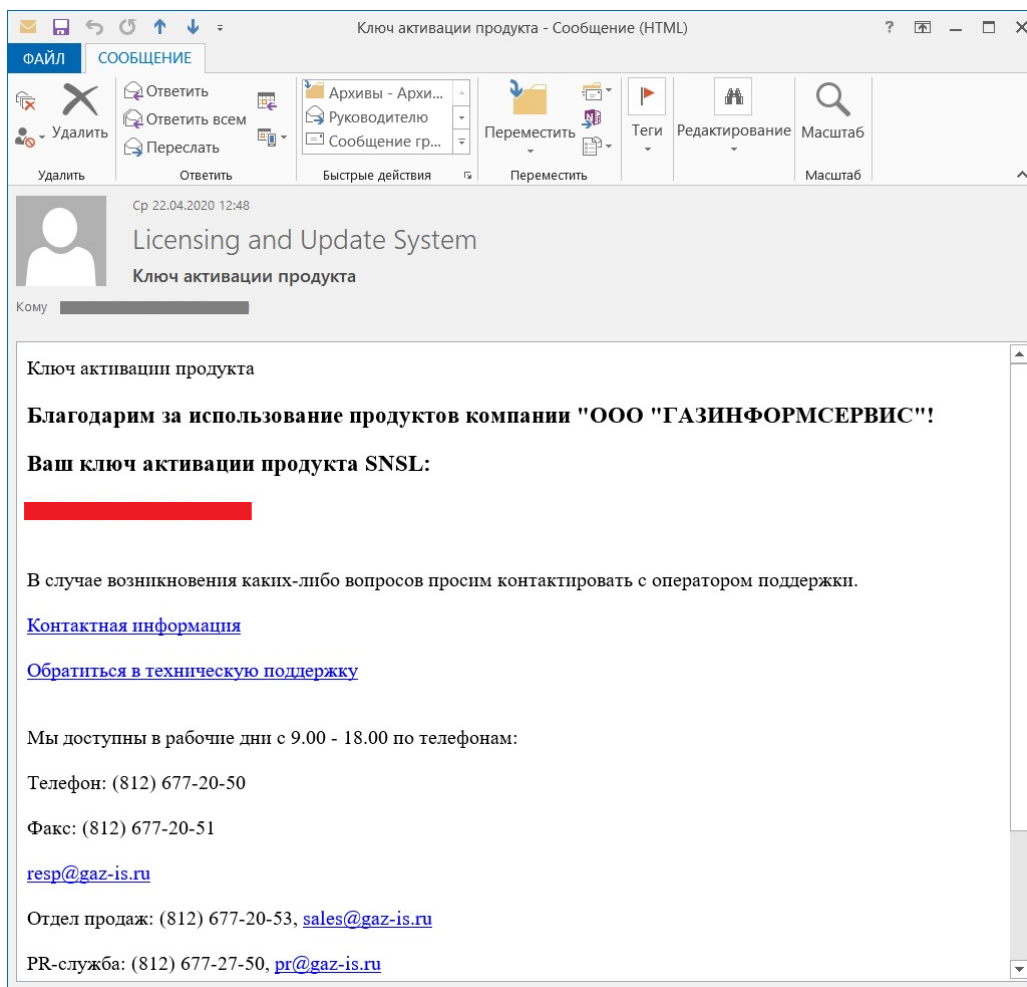 Ключ активации продукта - Сообщение (HTML)
?
ФАЙЛ СООБЩЕНИЕ
Удалить
Ответить
Ответить всем
Переслать
Архивы - Архи...
Руководителю
Сообщение гр...
Переместить
Теги
Редактирование
Масштаб
Удалить Ответить Быстрые действия Переместить Масштаб
Ср 22.04.2020 12:48
Licensing and Update System
Ключ активации продукта
Кому
Ключ активации продукта
Благодарим за использование продуктов компании "ООО "ГАЗИНФОРМСЕРВИС"!
Ваш ключ активации продукта SNSL:
В случае возникновения каких-либо вопросов просим контактировать с оператором поддержки.
Контактная информация
Обратиться в техническую поддержку
Мы доступны в рабочие дни с 9.00 - 18.00 по телефонам:
Телефон: (812) 677-20-50
Факс: (812) 677-20-51
resp@gaz-is.ru
Отдел продаж: (812) 677-20-53, sales@gaz-is.ru
PR-служба: (812) 677-27-50, pr@gaz-is.ru